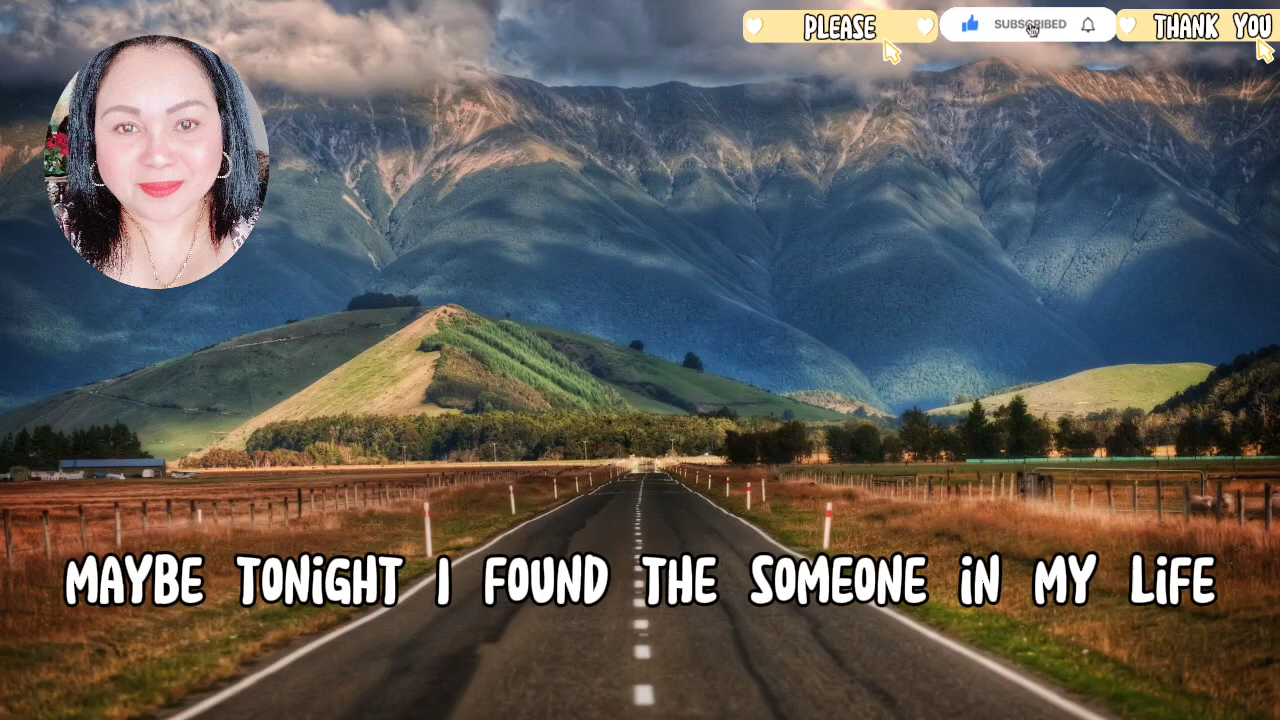 PLEASE SUBSCRIBED THANK YOU
MAYBE TONiGHT I FOUND THE SOMEONE iN MY LiFE